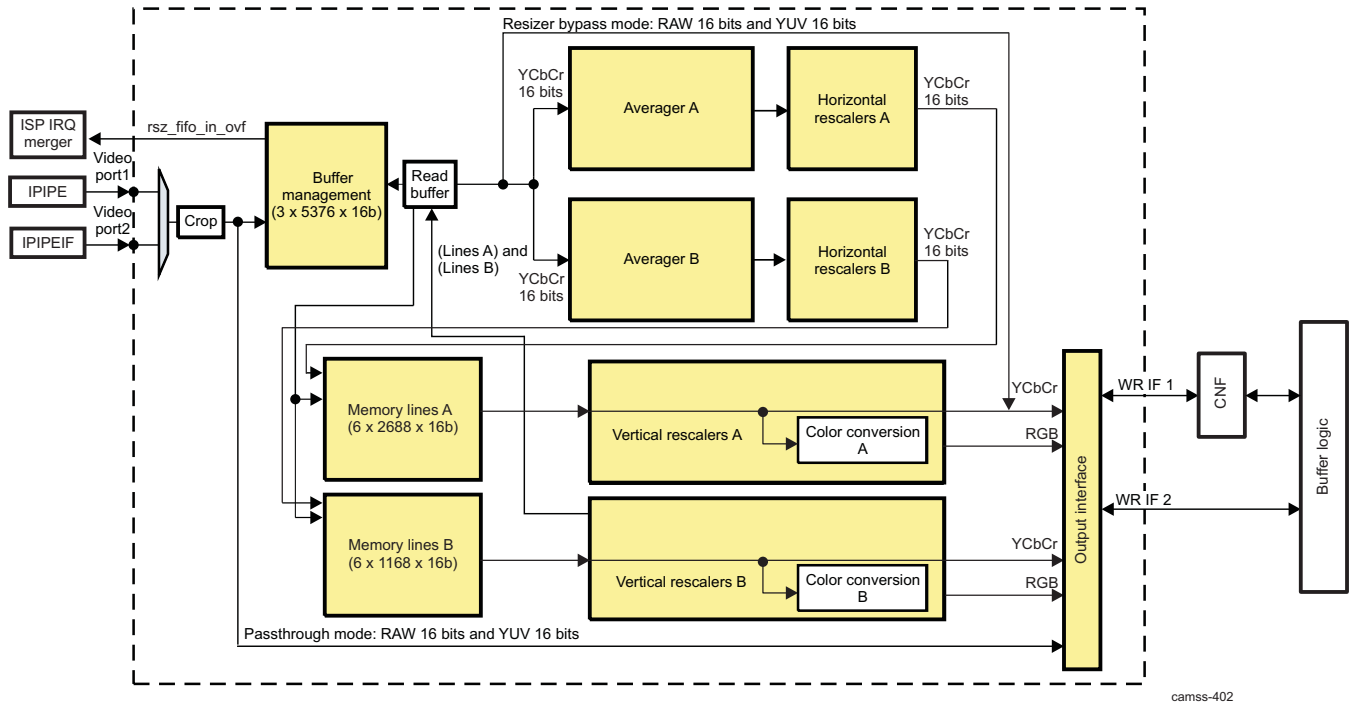 Resizer bypass mode: RAW 16 bits and YUV 16 bits
YCbCr
16 bits
Averager A
Horizontal
rescalers A
YCbCr
16 bits
ISP IRQ
merger
rsz_fifo_in_ovf
Video
port1
IPIPE
Video
port2
IPIPEIF
Crop
Buffer
management
(3 x 5376 x 16b)
Read
buffer
(Lines A) and
(Lines B)
YCbCr
16 bits
Averager B
Horizontal
rescalers B
YCbCr
16 bits
Memory lines A
(6 x 2688 x 16b)
Vertical rescalers A
Color conversion
A
YCbCr
RGB
Memory lines B
(6 x 1168 x 16b)
Vertical rescalers B
Color conversion
B
YCbCr
RGB
Output interface
WR IF 1
CNF
WR IF 2
Buffer logic
Passthrough mode: RAW 16 bits and YUV 16 bits
camss-402